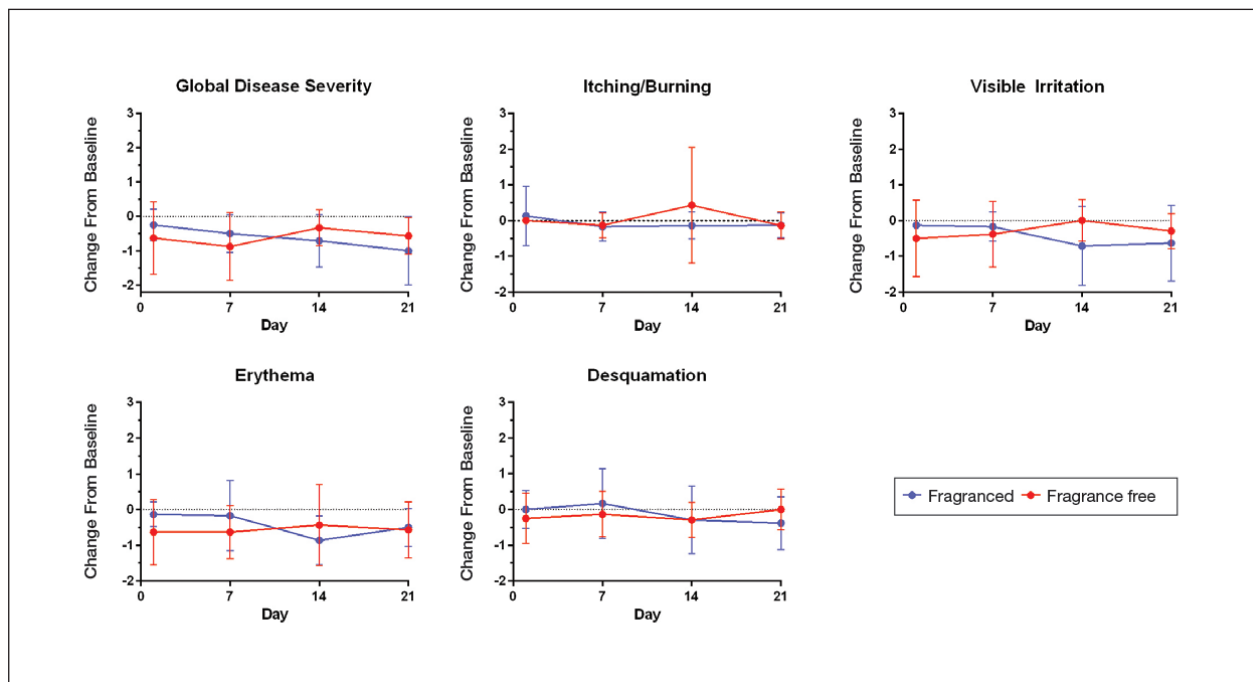 Global Disease Severity
Change From Baseline
3
2
1
0
-1
-2
0 7 14 21
Day
Itching/Burning
Change From Baseline
3
2
1
0
-1
-2
0 7 14 21
Day
Visible Irritation
Change From Baseline
3
2
1
0
-1
-2
0 7 14 21
Day
Erythema
Change From Baseline
3
2
1
0
-1
-2
0 7 14 21
Day
Desquamation
Change From Baseline
3
2
1
0
-1
-2
0 7 14 21
Day
Fragranced Fragrance free